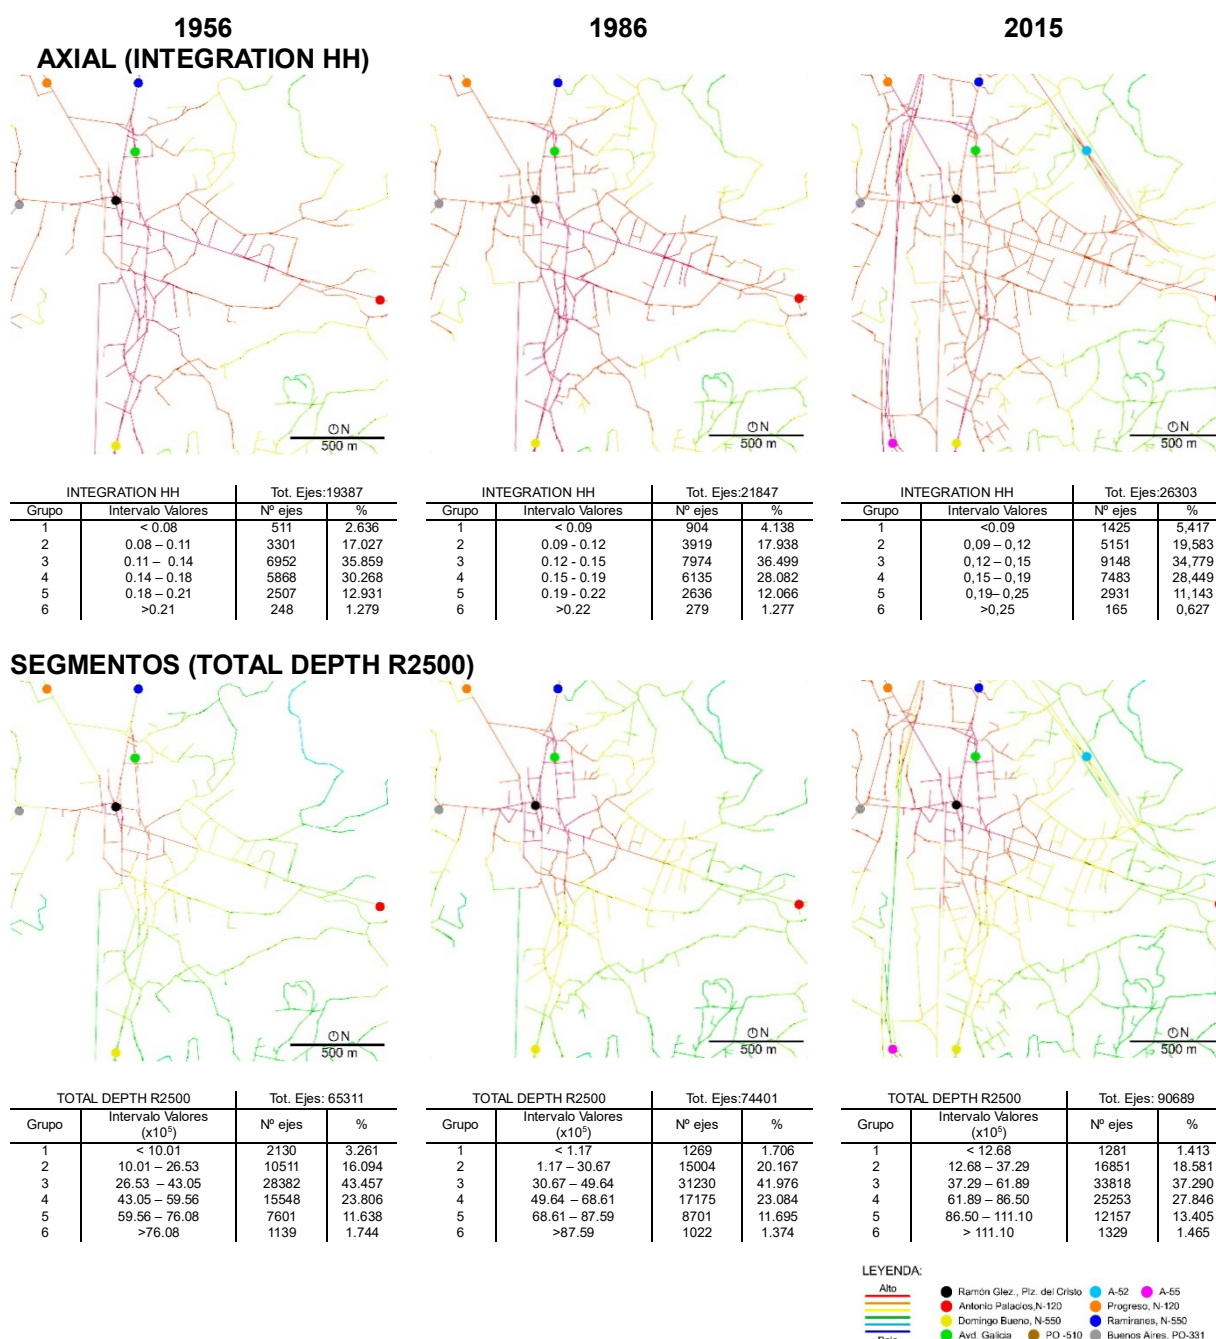 1956
1986
2015
AXIAL (INTEGRATION HH)
N
500 m
N
500 m
N
500 m
INTEGRATION HH Tot. Ejes:19387
Grupo Intervalo Valores Nº ejes %
1 < 0.08 511 2.636
2 0.08 – 0.11 3301 17.027
3 0.11 – 0.14 6952 35.859
4 0.14 – 0.18 5868 30.268
5 0.18 – 0.21 2507 12.931
6 >0.21 248 1.279
INTEGRATION HH Tot. Ejes:21847
Grupo Intervalo Valores Nº ejes %
1 < 0.09 904 4.138
2 0.09 - 0.12 3919 17.938
3 0.12 - 0.15 7974 36.499
4 0.15 - 0.19 6135 28.082
5 0.19 - 0.22 2636 12.066
6 >0.22 279 1.277
INTEGRATION HH Tot. Ejes:26303
Grupo Intervalo Valores Nº ejes %
1 <0.09 1425 5,417
2 0,09 – 0,12 5151 19,583
3 0,12 – 0,15 9148 34,779
4 0,15 – 0,19 7483 28,449
5 0,19– 0,25 2931 11,143
6 >0,25 165 0,627
SEGMENTOS (TOTAL DEPTH R2500)
N
500 m
N
500 m
N
500 m
TOTAL DEPTH R2500 Tot. Ejes: 65311
Grupo Intervalo Valores (x10⁵) Nº ejes %
1 < 10.01 2130 3.261
2 10.01 – 26.53 10511 16.094
3 26.53 – 43.05 28382 43.457
4 43.05 – 59.56 15548 23.806
5 59.56 – 76.08 7601 11.638
6 >76.08 1139 1.744
TOTAL DEPTH R2500 Tot. Ejes:74401
Grupo Intervalo Valores (x10⁵) Nº ejes %
1 < 1.17 1269 1.706
2 1.17 – 30.67 15004 20.167
3 30.67 – 49.64 31230 41.976
4 49.64 – 68.61 17175 23.084
5 68.61 – 87.59 8701 11.695
6 >87.59 1022 1.374
TOTAL DEPTH R2500 Tot. Ejes: 90689
Grupo Intervalo Valores (x10⁵) Nº ejes %
1 < 12.68 1281 1.413
2 12.68 – 37.29 16851 18.581
3 37.29 – 61.89 33818 37.290
4 61.89 – 86.50 25253 27.846
5 86.50 – 111.10 12157 13.405
6 > 111.10 1329 1.465
LEYENDA:
Alto
Bajo
Ramón Glez., Plz. del Cristo A-52 A-55
Antonio Palacios,N-120 Progreso, N-120
Domingo Bueno, N-550 Ramiranes, N-550
Avd. Galicia PO -510 Buenos Aires, PO-331